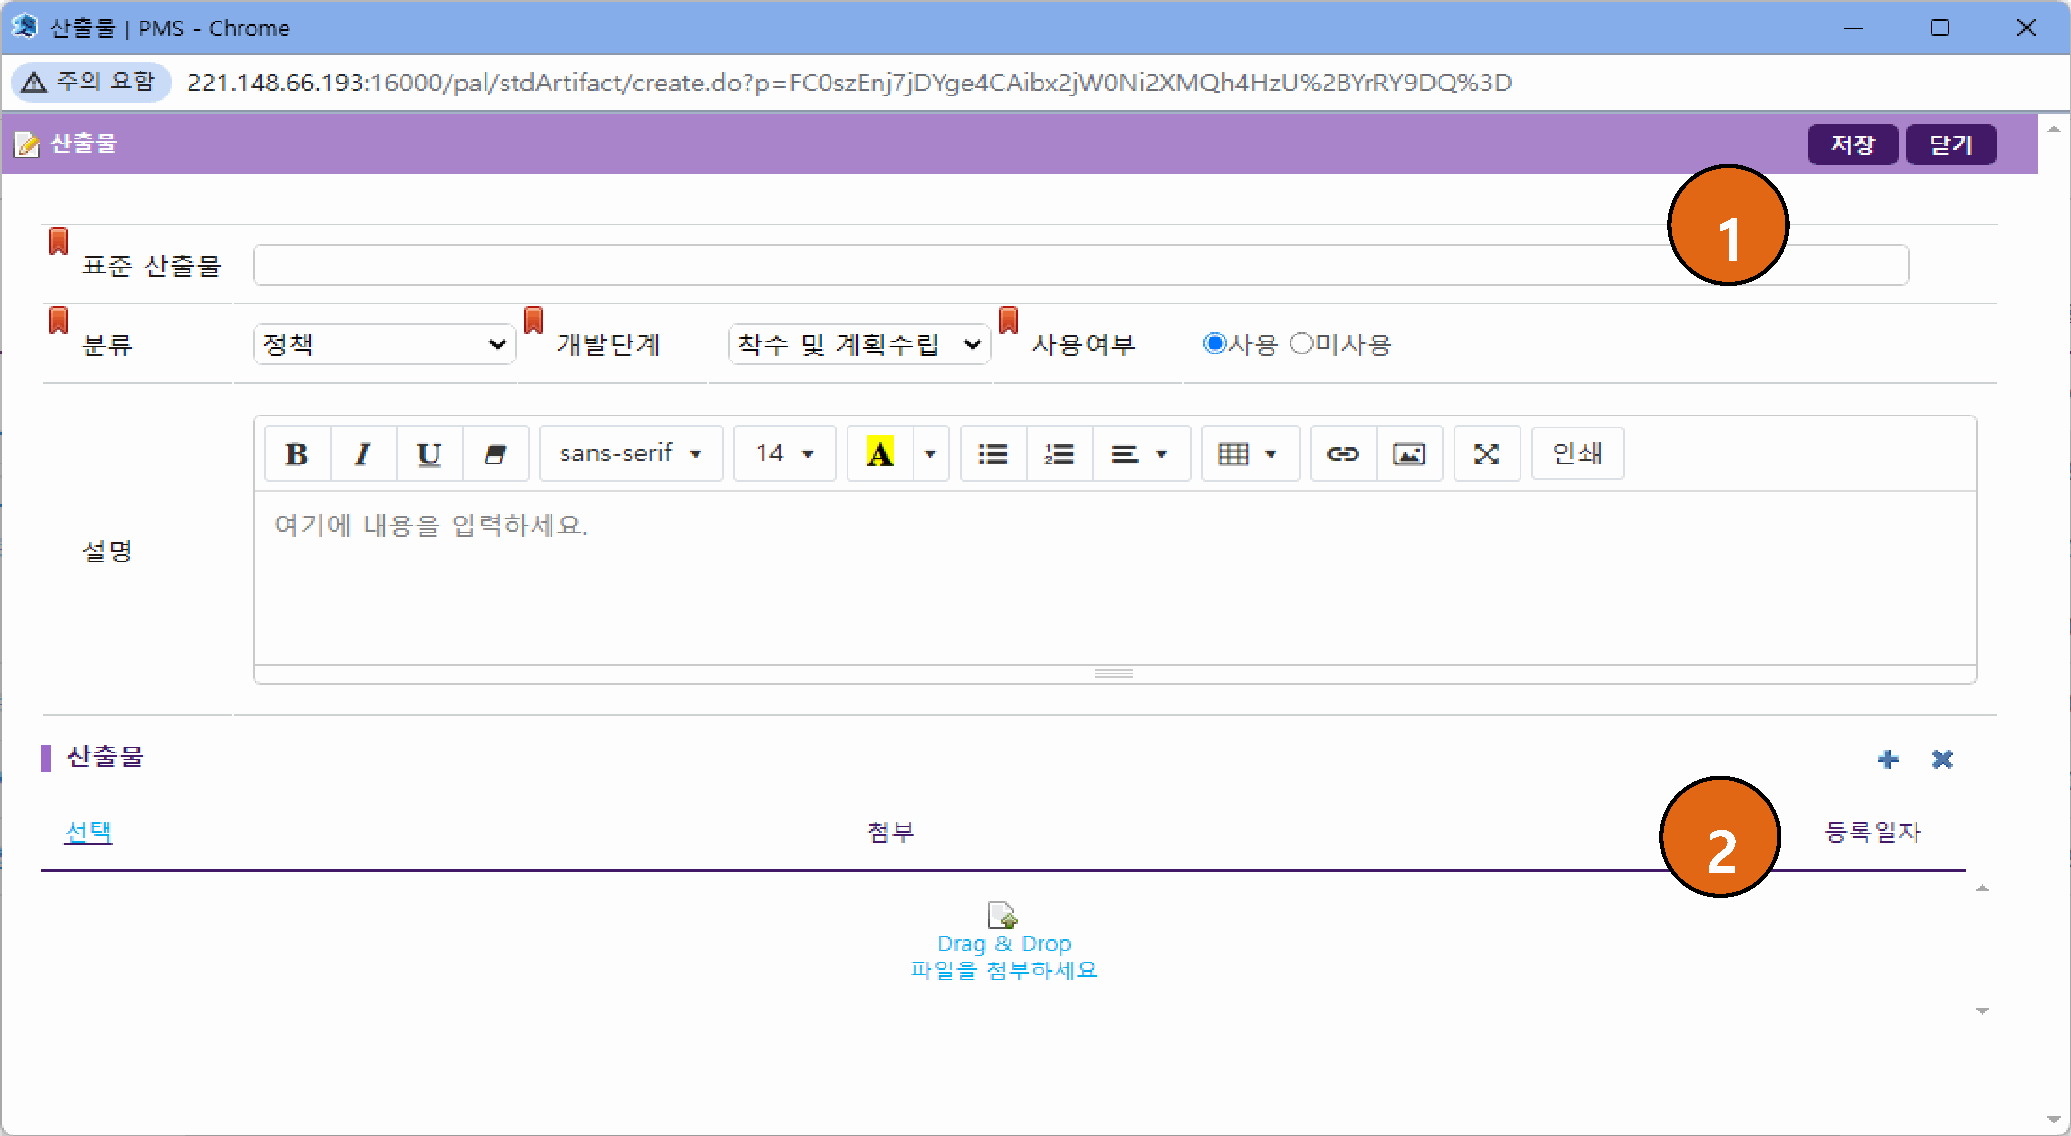 산출물 | PMS - Chrome
주의 요함 221.148.66.193:16000/pal/stdArtifact/create.do?p=FC0szEnj7jDYge4CAibx2jW0Ni2XMQh4HzU%2BYrRY9DQ%3D
산출물 저장 닫기
1
표준 산출물
분류 정책 개발단계 착수 및 계획수립 사용여부 사용 미사용
B I U sans-serif 14 A 인쇄
여기에 내용을 입력하세요.
설명
산출물
선택 첨부 등록일자
2
Drag & Drop
파일을 첨부하세요